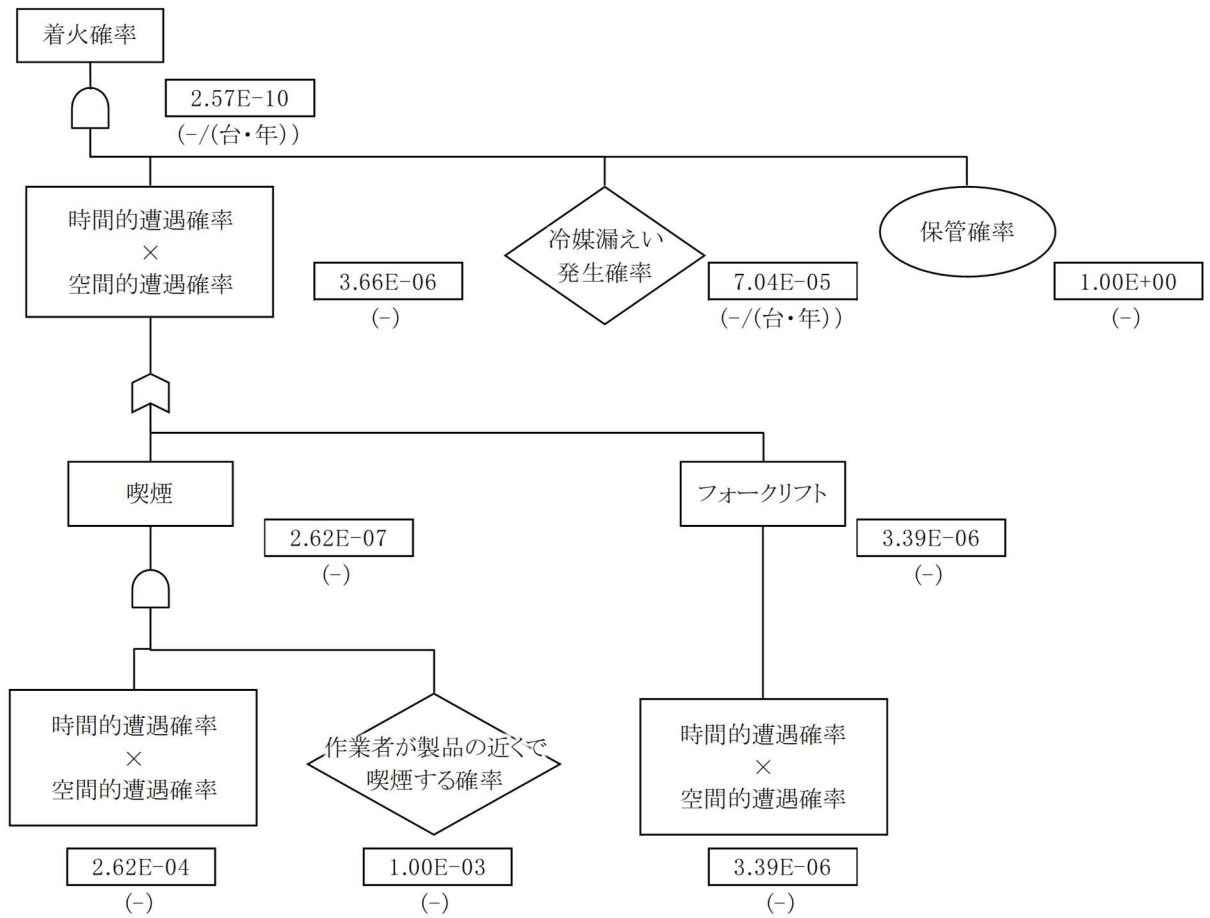 着火確率
2.57E-10
(-/(台・年))
時間的遭遇確率
×
空間的遭遇確率
3.66E-06
(-)
冷媒漏えい
発生確率
7.04E-05
(-/(台・年))
保管確率
1.00E+00
(-)
喫煙
2.62E-07
(-)
フォークリフト
3.39E-06
(-)
時間的遭遇確率
×
空間的遭遇確率
2.62E-04
(-)
作業者が製品の近くで
喫煙する確率
1.00E-03
(-)
時間的遭遇確率
×
空間的遭遇確率
3.39E-06
(-)